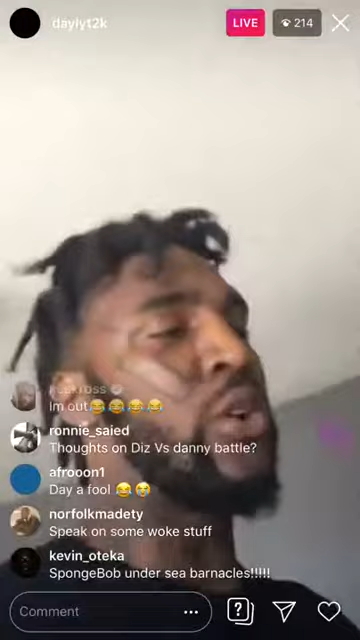 daylyt2k
LIVE
214
Im out😂😂😂😂
ronnie_saied
Thoughts on Diz Vs danny battle?
afrooon1
Day a fool 😂😭
norfolkmadety
Speak on some woke stuff
kevin_oteka
SpongeBob under sea barnacles!!!!!
Comment